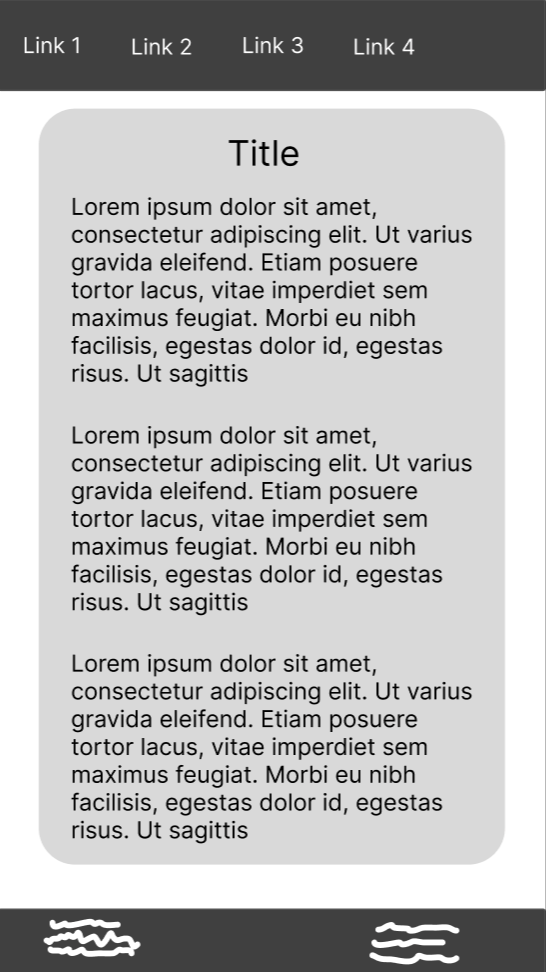 Link 1 Link 2 Link 3 Link 4
Title
Lorem ipsum dolor sit amet,
consectetur adipiscing elit. Ut varius
gravida eleifend. Etiam posuere
tortor lacus, vitae imperdiet sem
maximus feugiat. Morbi eu nibh
facilisis, egestas dolor id, egestas
risus. Ut sagittis
Lorem ipsum dolor sit amet,
consectetur adipiscing elit. Ut varius
gravida eleifend. Etiam posuere
tortor lacus, vitae imperdiet sem
maximus feugiat. Morbi eu nibh
facilisis, egestas dolor id, egestas
risus. Ut sagittis
Lorem ipsum dolor sit amet,
consectetur adipiscing elit. Ut varius
gravida eleifend. Etiam posuere
tortor lacus, vitae imperdiet sem
maximus feugiat. Morbi eu nibh
facilisis, egestas dolor id, egestas
risus. Ut sagittis